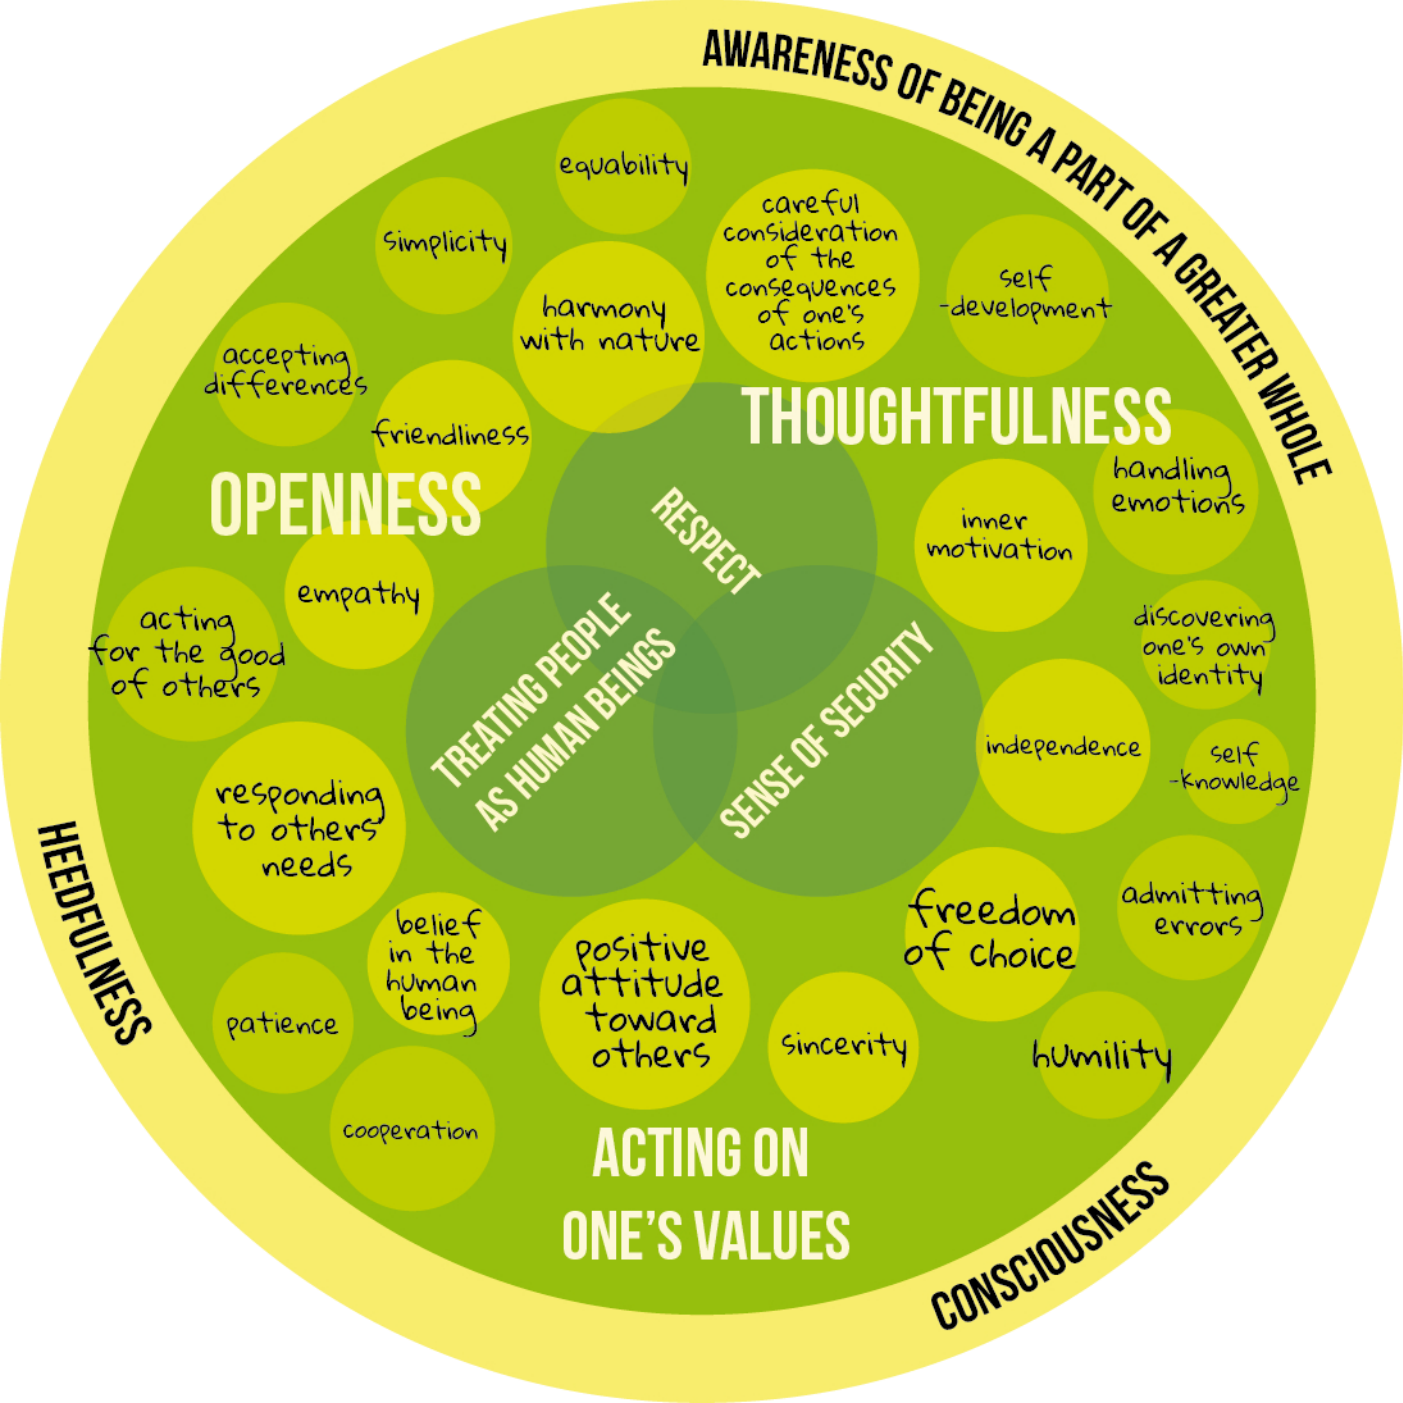 AWARENESS OF BEING A PART OF A GREATER WHOLE
equability
simplicity
careful
consideration
of the
consequences
of one's
actions
self
-development
harmony
with nature
accepting
differences
friendliness
THOUGHTFULNESS
OPENNESS
handling
emotions
inner
motivation
RESPECT
empathy
acting
for the good
of others
discovering
one's own
identity
TREATING PEOPLE
AS HUMAN BEINGS
SENSE OF SECURITY
independence
self
-knowledge
responding
to others'
needs
HEEDFULNESS
belief
in the
human
being
positive
attitude
toward
others
freedom
of choice
admitting
errors
patience
sincerity
humility
cooperation
ACTING ON
ONE'S VALUES
CONSCIOUSNESS